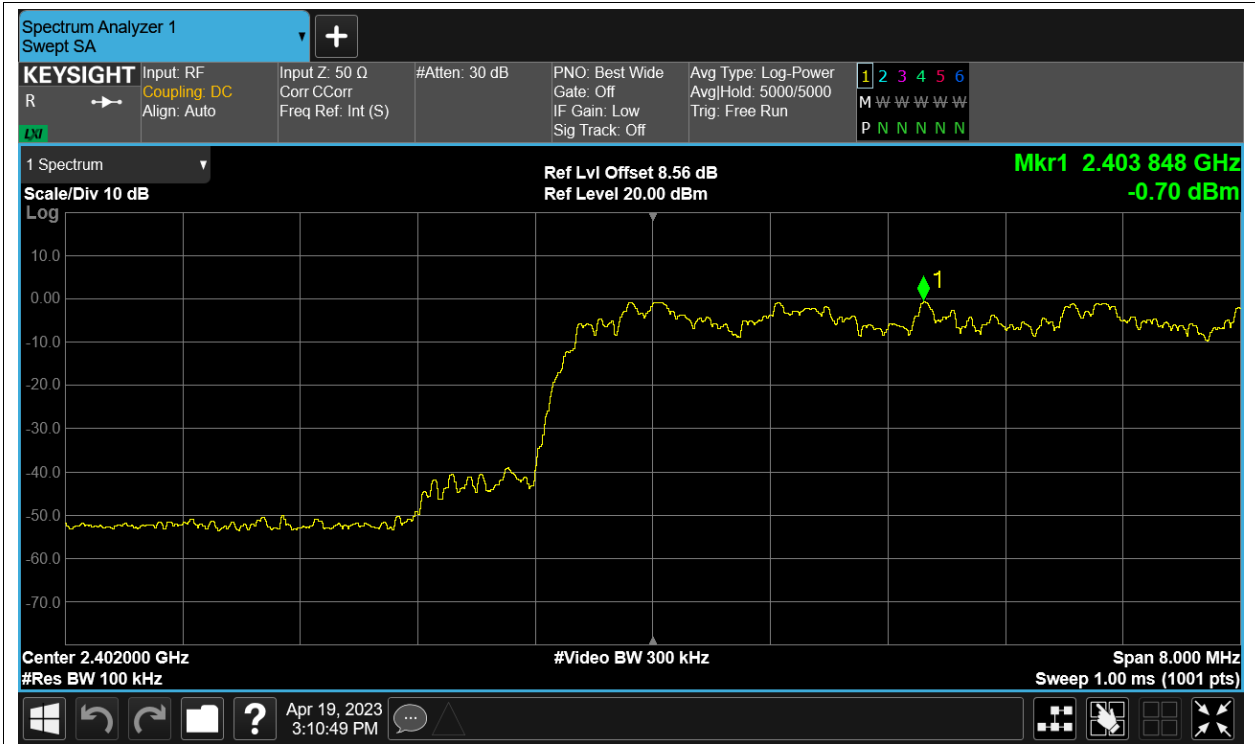 Spectrum Analyzer 1
Swept SA
KEYSIGHT
R
LXI
Input: RF
Coupling: DC
Align: Auto
Input Z: 50 Ω
Corr CCorr
Freq Ref: Int (S)
#Atten: 30 dB
PNO: Best Wide
Gate: Off
IF Gain: Low
Sig Track: Off
Avg Type: Log-Power
Avg|Hold: 5000/5000
Trig: Free Run
1 2 3 4 5 6
M W W W W W
P N N N N N
1 Spectrum
Scale/Div 10 dB
Log
Ref Lvl Offset 8.56 dB
Ref Level 20.00 dBm
Mkr1 2.403 848 GHz
-0.70 dBm
10.0
0.00
-10.0
-20.0
-30.0
-40.0
-50.0
-60.0
-70.0
1
Center 2.402000 GHz
#Res BW 100 kHz
#Video BW 300 kHz
Span 8.000 MHz
Sweep 1.00 ms (1001 pts)
?
Apr 19, 2023
3:10:49 PM